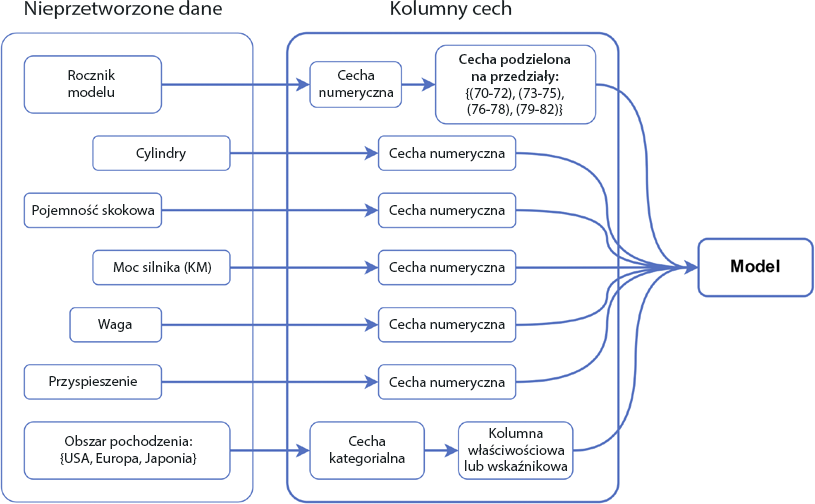 Nieprzetworzone dane
Kolumny cech
Rocznik
modelu
Cecha
numeryczna
Cecha podzielona
na przedziały:
{(70-72), (73-75),
(76-78), (79-82)}
Cylindry
Cecha numeryczna
Pojemność skokowa
Cecha numeryczna
Moc silnika (KM)
Cecha numeryczna
Model
Waga
Cecha numeryczna
Przyspieszenie
Cecha numeryczna
Obszar pochodzenia:
{USA, Europa, Japonia}
Cecha
kategorialna
Kolumna
właściwościowa
lub wskaźnikowa